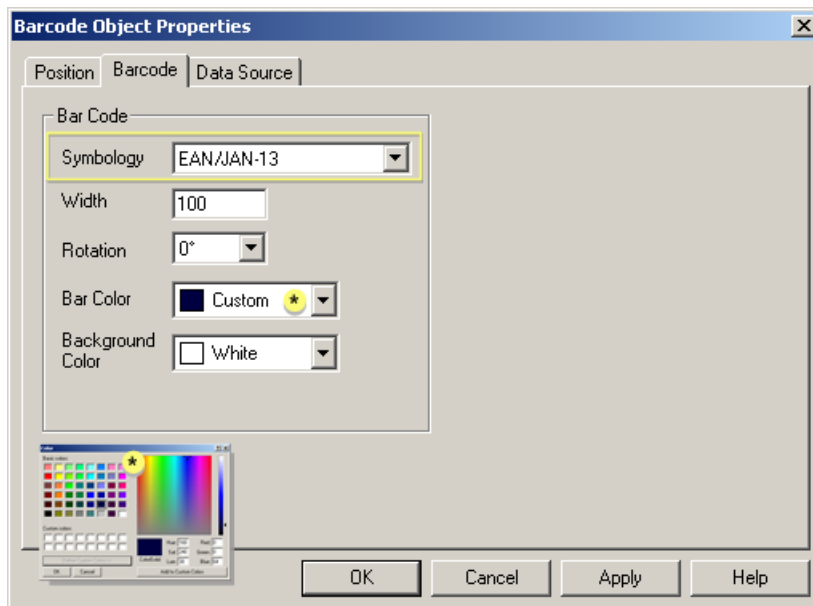 Barcode Object Properties
Position Barcode Data Source
Bar Code
Symbology EAN/JAN-13
Width 100
Rotation 0°
Bar Color Custom *
Background Color White
*
OK Cancel Apply Help